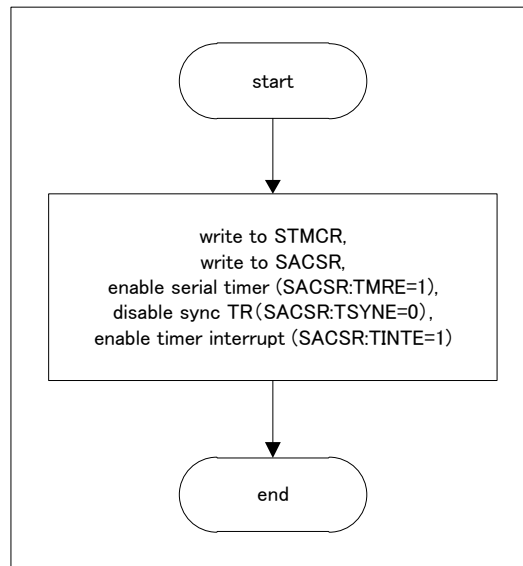 start
write to STMCR,
write to SACSR,
enable serial timer (SACSR:TMRE=1),
disable sync TR(SACSR:TSYNE=0),
enable timer interrupt (SACSR:TINTE=1)
end